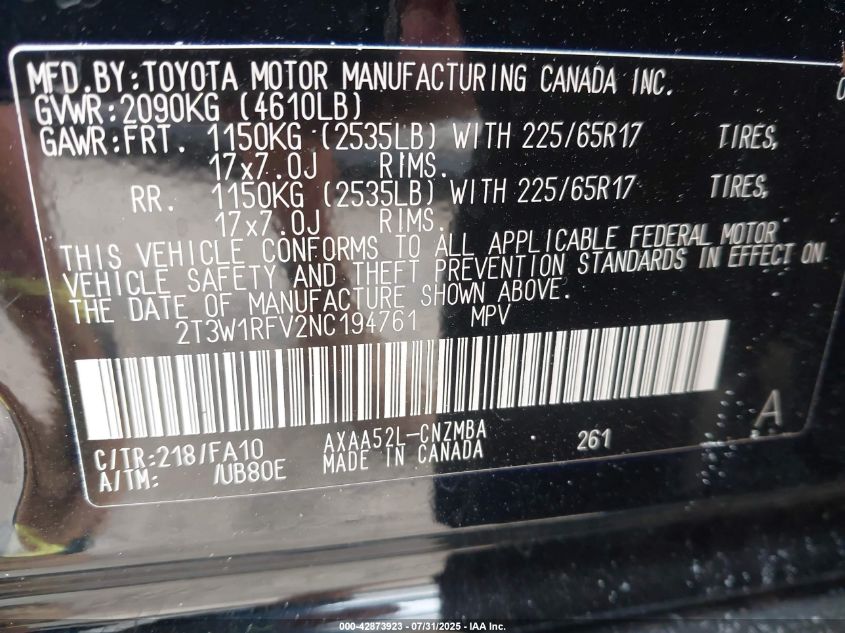 MFD.BY:TOYOTA MOTOR MANUFACTURING CANADA INC.
GVWR:2090KG (4610LB)
GAWR:FRT. 1150KG (2535LB) WITH 225/65R17 TIRES,
17x7.0J RIMS.
RR. 1150KG (2535LB) WITH 225/65R17 TIRES,
17x7.0J RIMS.
THIS VEHICLE CONFORMS TO ALL APPLICABLE FEDERAL MOTOR
VEHICLE SAFETY AND THEFT PREVENTION STANDARDS IN EFFECT ON
THE DATE OF MANUFACTURE SHOWN ABOVE.
2T3W1RFV2NC194761 MPV
C/TR:218/FA10 AXAA52L-CNZMBA 261 A
A/TM: /UB80E MADE IN CANADA
000-42873923 - 07/31/2025 - IAA Inc.